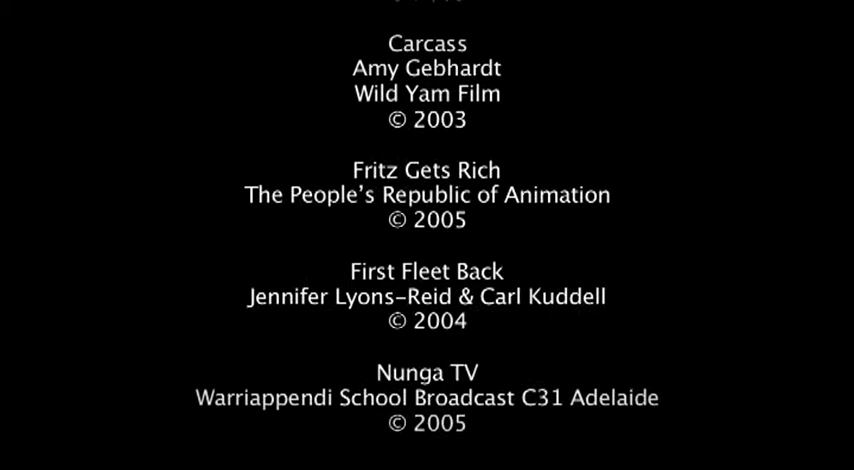 Carcass
Amy Gebhardt
Wild Yam Film
© 2003
Fritz Gets Rich
The People's Republic of Animation
© 2005
First Fleet Back
Jennifer Lyons-Reid & Carl Kuddell
© 2004
Nunga TV
Warriappendi School Broadcast C31 Adelaide
© 2005